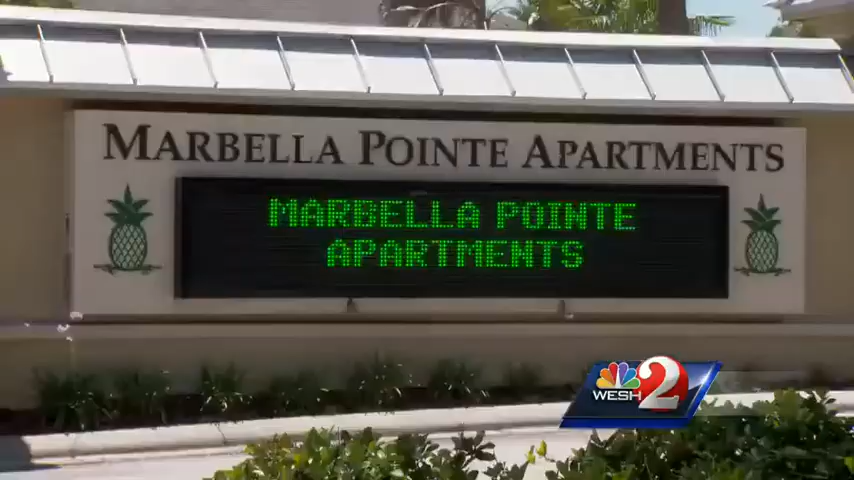 MARBELLA POINTE APARTMENTS
MARBELLA POINTE
APARTMENTS
WESH 2